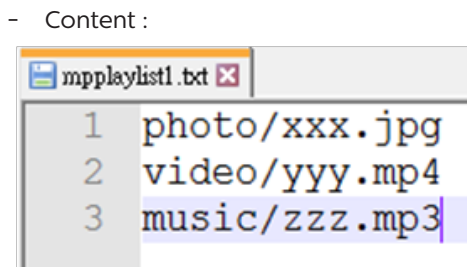 - Content :
mpplaylist1.txt
1 photo/xxx.jpg
2 video/yyy.mp4
3 music/zzz.mp3